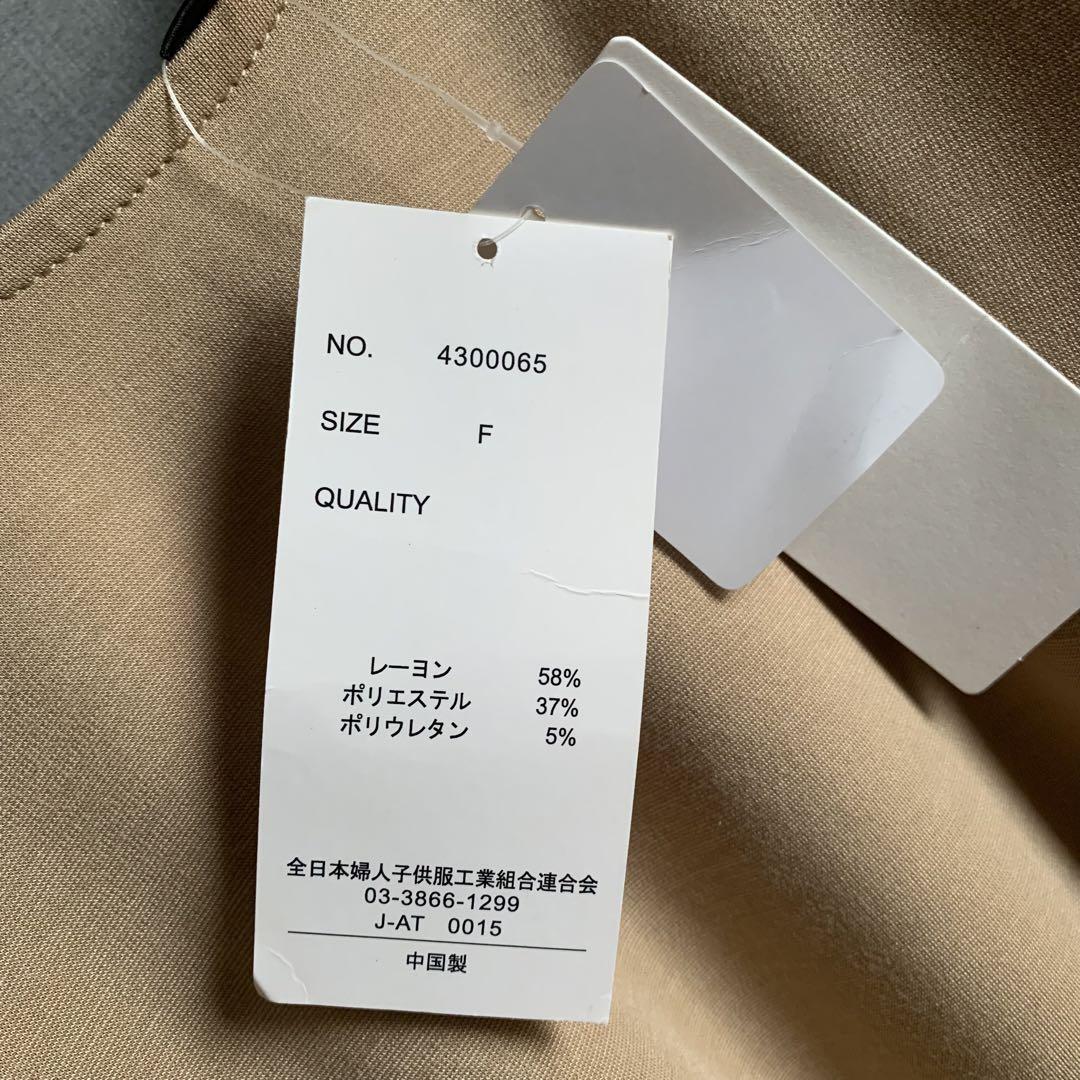 NO. 4300065
SIZE F
QUALITY
レーヨン 58%
ポリエステル 37%
ポリウレタン 5%
全日本婦人子供服工業組合連合会
03-3866-1299
J-AT 0015
中国製